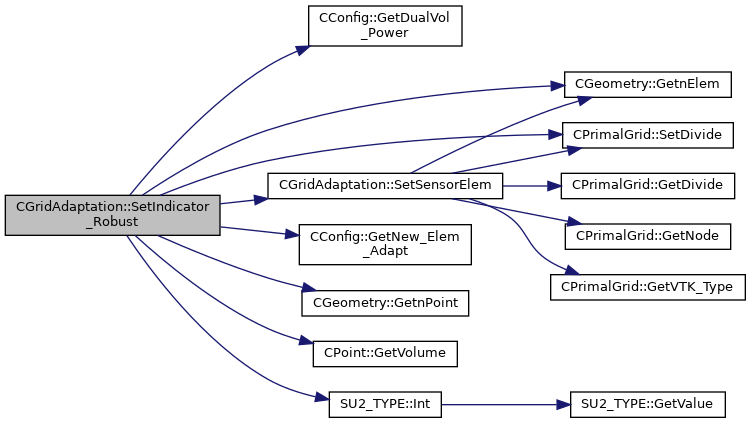 CConfig::GetDualVol
_Power
CGeometry::GetnElem
CPrimalGrid::SetDivide
CGridAdaptation::SetSensorElem
CPrimalGrid::GetDivide
CGridAdaptation::SetIndicator
_Robust
CConfig::GetNew_Elem
_Adapt
CPrimalGrid::GetNode
CPrimalGrid::GetVTK_Type
CGeometry::GetnPoint
CPoint::GetVolume
SU2_TYPE::Int
SU2_TYPE::GetValue